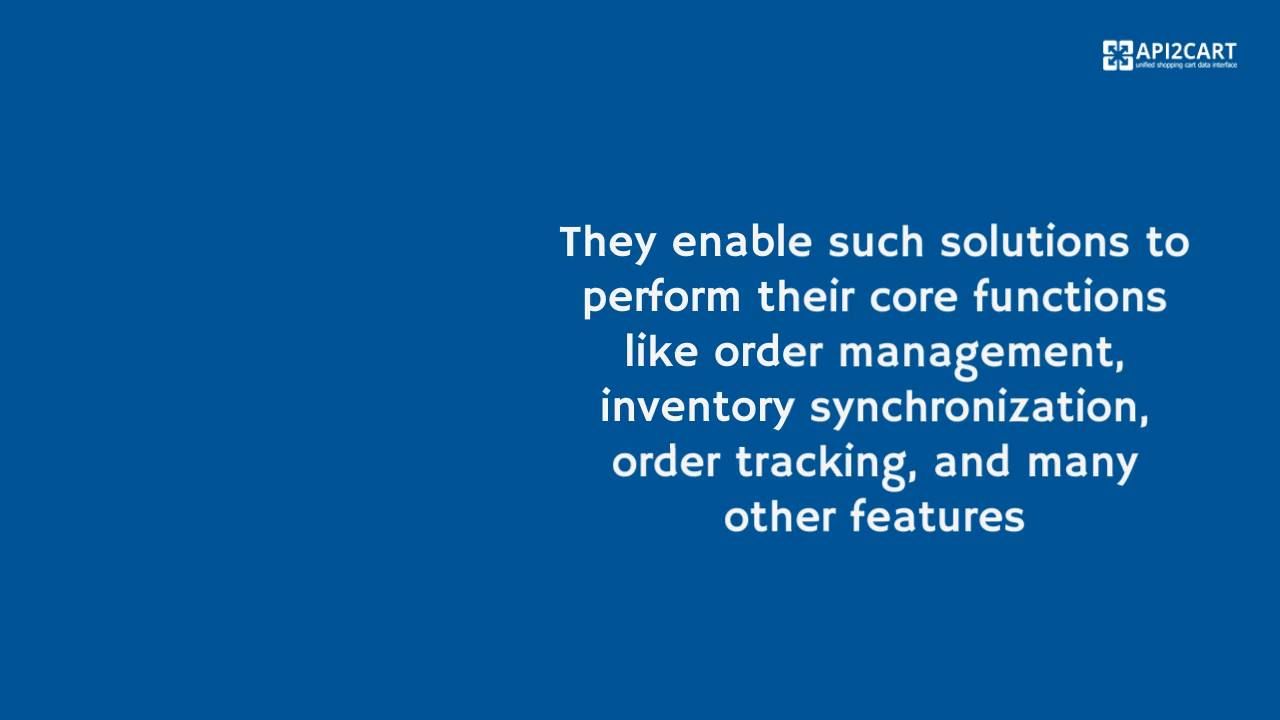 API2CART
unified shopping cart data interface
They enable such solutions to
perform their core functions
like order management,
inventory synchronization,
order tracking, and many
other features